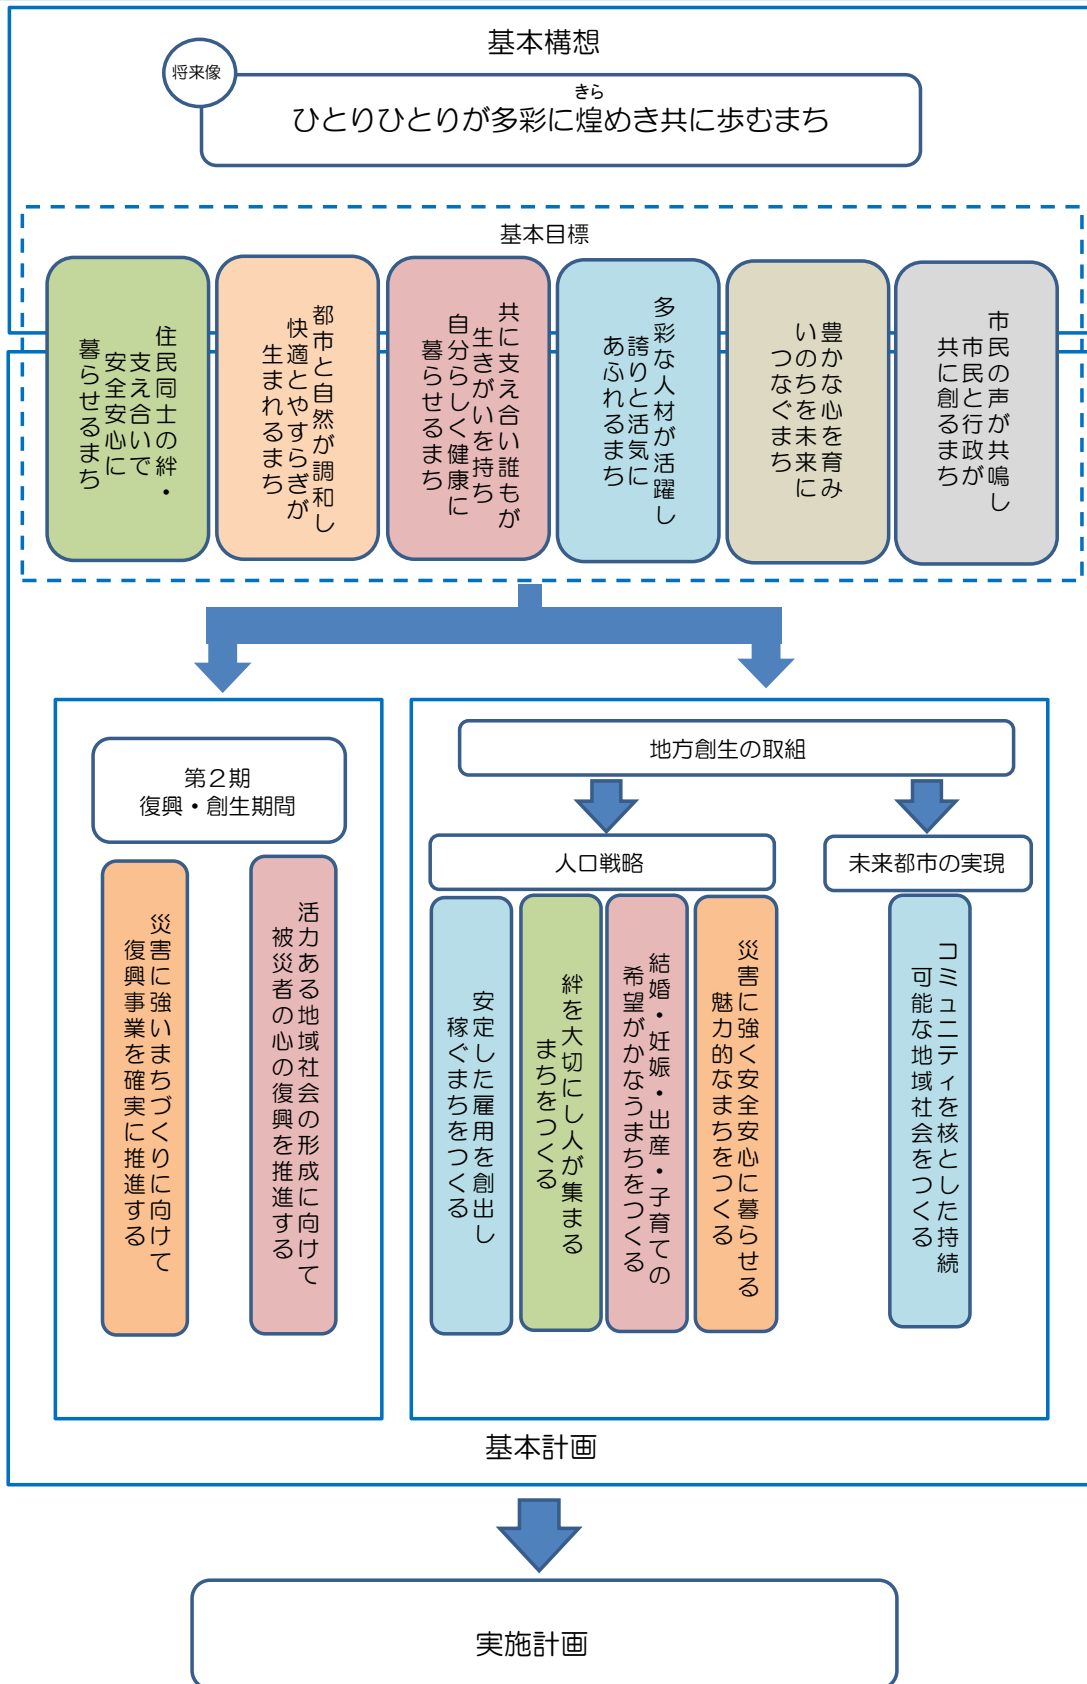 基本構想
将来像
きら
ひとりひとりが多彩に煌めき共に歩むまち
基本目標
住民同士の絆・
支え合いで
安全安心に
暮らせるまち
都市と自然が調和し
快適とやすらぎが
生まれるまち
共に支え合い誰もが
生きがいを持ち
自分らしく健康に
暮らせるまち
多彩な人材が活躍し
誇りと活気に
あふれるまち
豊かな心を育み
いのちを未来に
つなぐまち
市民の声が共鳴し
市民と行政が
共に創るまち
第2期
復興・創生期間
災害に強いまちづくりに向けて
復興事業を確実に推進する
活力ある地域社会の形成に向けて
被災者の心の復興を推進する
地方創生の取組
人口戦略
安定した雇用を創出し
稼ぐまちをつくる
絆を大切にし人が集まる
まちをつくる
結婚・妊娠・出産・子育ての
希望がかなうまちをつくる
災害に強く安全安心に暮らせる
魅力的なまちをつくる
未来都市の実現
コミュニティを核とした持続
可能な地域社会をつくる
基本計画
実施計画